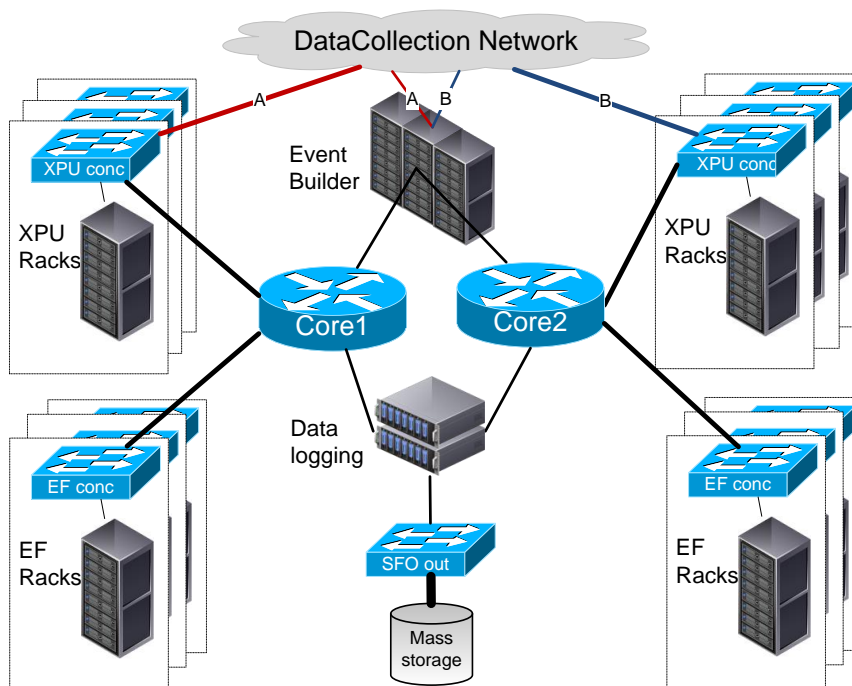 DataCollection Network
A
A
B
B
XPU conc
Event
Builder
XPU conc
XPU
Racks
XPU
Racks
Core1
Core2
Data
logging
EF conc
EF conc
EF
Racks
SFO out
EF
Racks
Mass
storage